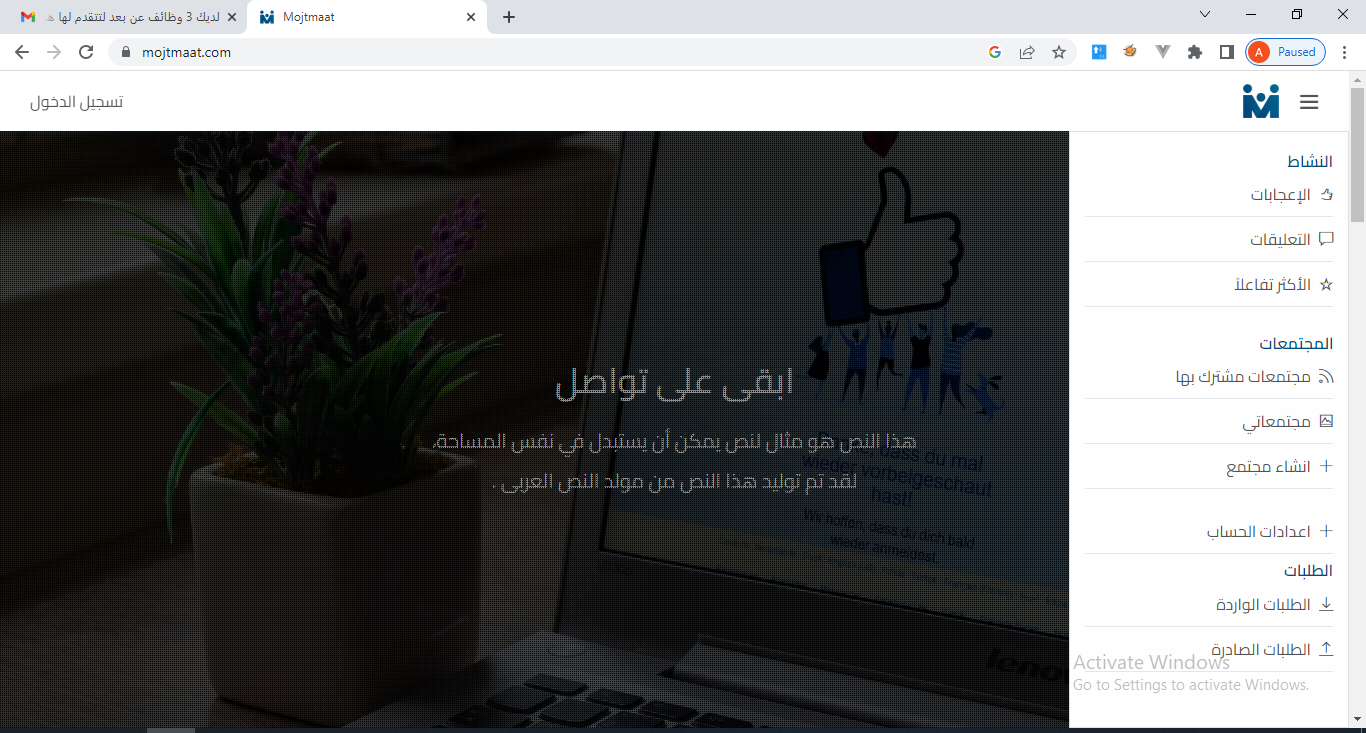 لديك 3 وظائف عن بعد لتتقدم لها
Mojtmaat
mojtmaat.com
A Paused
تسجيل الدخول
النشاط
الإعجابات
التعليقات
الأكثر تفاعلاً
المجتمعات
مجتمعات مشترك بها
مجتمعاتي
انشاء مجتمع
اعدادات الحساب
الطلبات
الطلبات الواردة
الطلبات الصادرة
ابقى على تواصل
هذا النص هو مثال لنص يمكن أن يستبدل في نفس المساحة،
لقد تم توليد هذا النص من مولد النص العربى .
dass du mal
wieder vorbeigeschaut
hast!
Wir hoffen, dass du dich bald
wieder anmeldest.
lenovo
Activate Windows
Go to Settings to activate Windows.